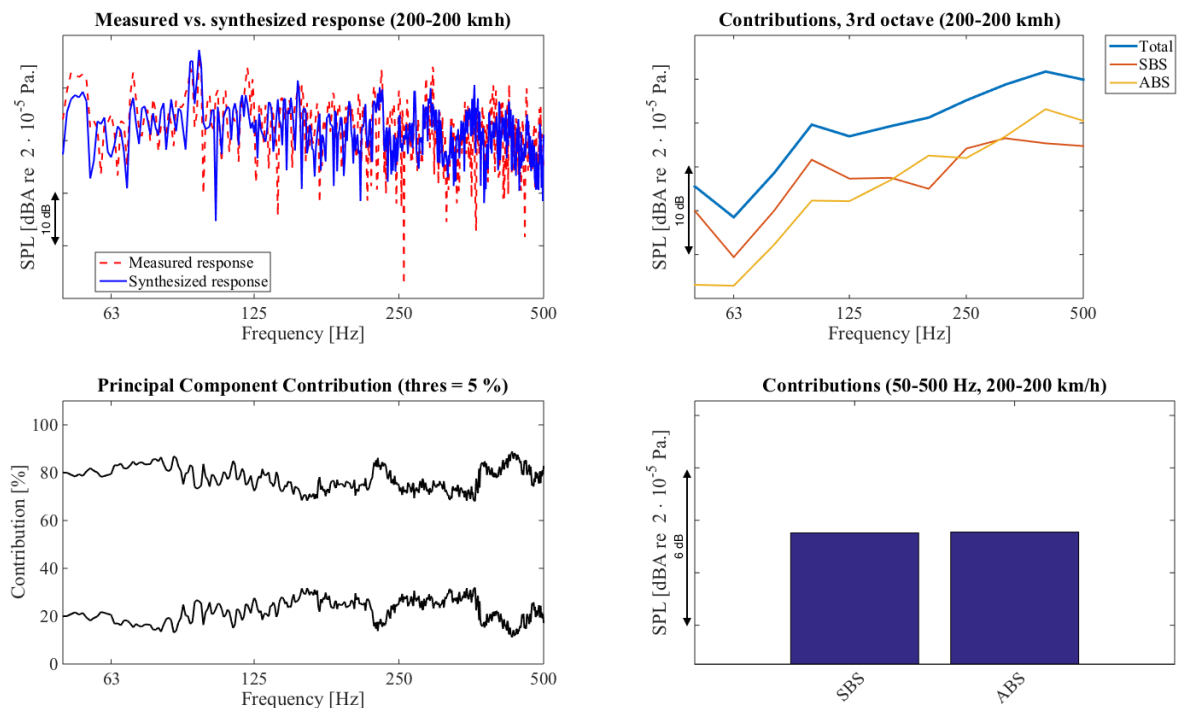 Measured vs. synthesized response (200-200 kmh)
SPL [dBA re 2 · 10⁻⁵ Pa.]
10 dB
Measured response
Synthesized response
63 125 250 500
Frequency [Hz]
Contributions, 3rd octave (200-200 kmh)
SPL [dBA re 2 · 10⁻⁵ Pa.]
10 dB
Total
SBS
ABS
63 125 250 500
Frequency [Hz]
Principal Component Contribution (thres = 5 %)
Contribution [%]
100
80
60
40
20
0
63 125 250 500
Frequency [Hz]
Contributions (50-500 Hz, 200-200 km/h)
SPL [dBA re 2 · 10⁻⁵ Pa.]
6 dB
SBS ABS